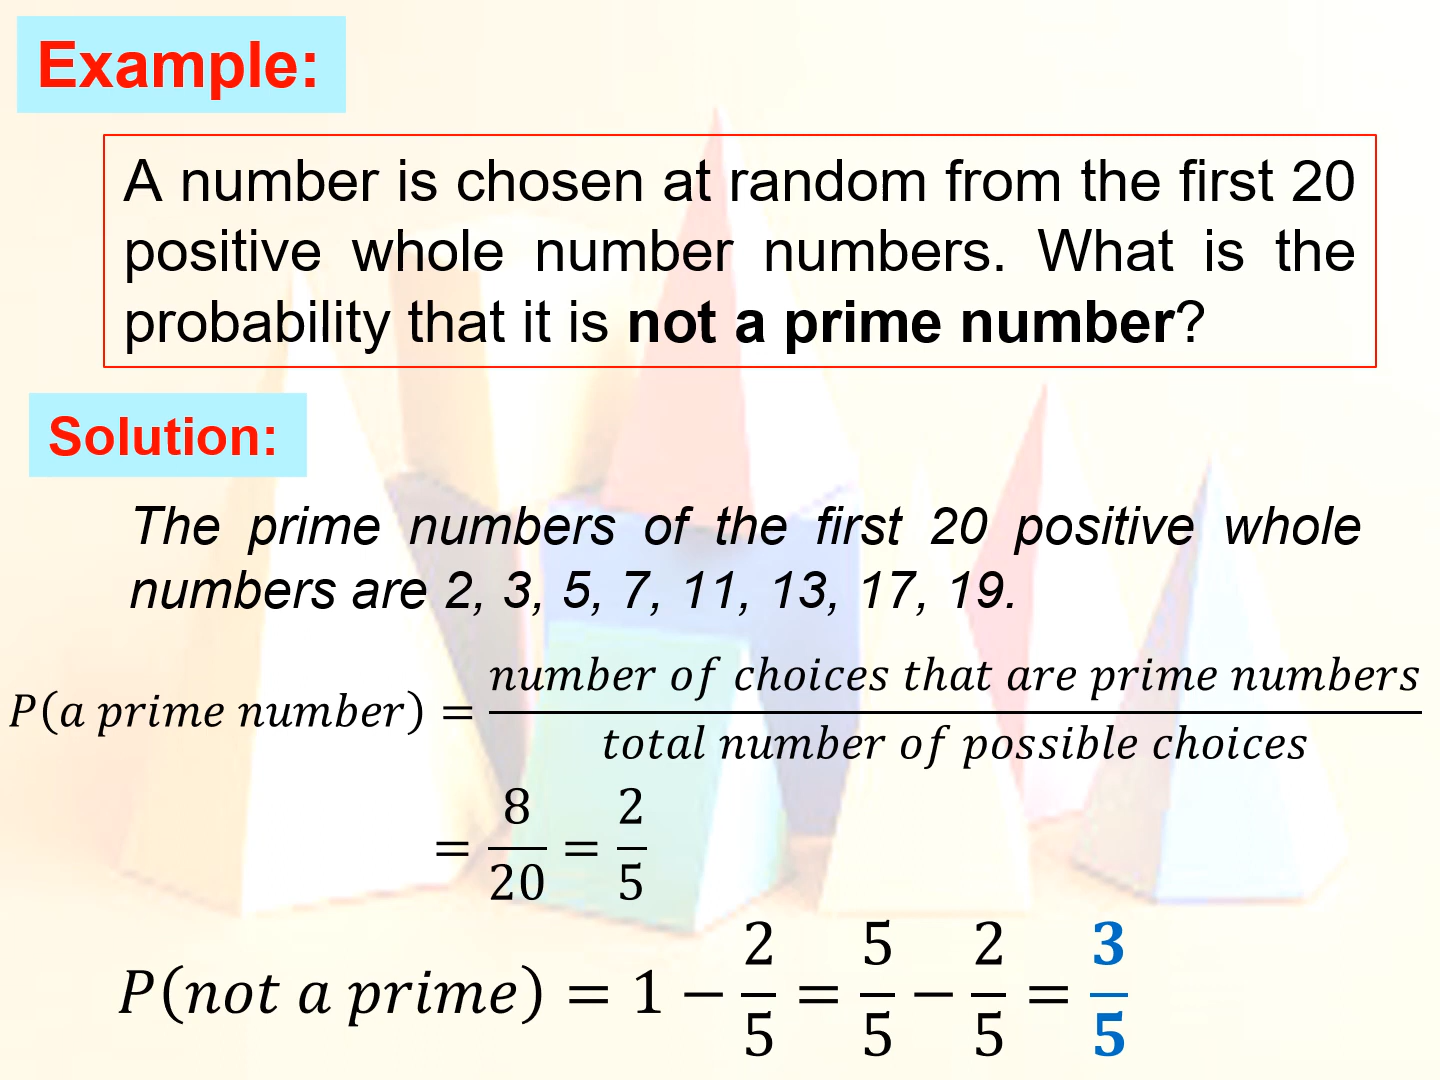 Example:
A number is chosen at random from the first 20
positive whole number numbers. What is the
probability that it is not a prime number?
Solution:
The prime numbers of the first 20 positive whole
numbers are 2, 3, 5, 7, 11, 13, 17, 19.
P(a prime number) = number of choices that are prime numbers / total number of possible choices
= 8/20 = 2/5
P(not a prime) = 1 − 2/5 = 5/5 − 2/5 = 3/5